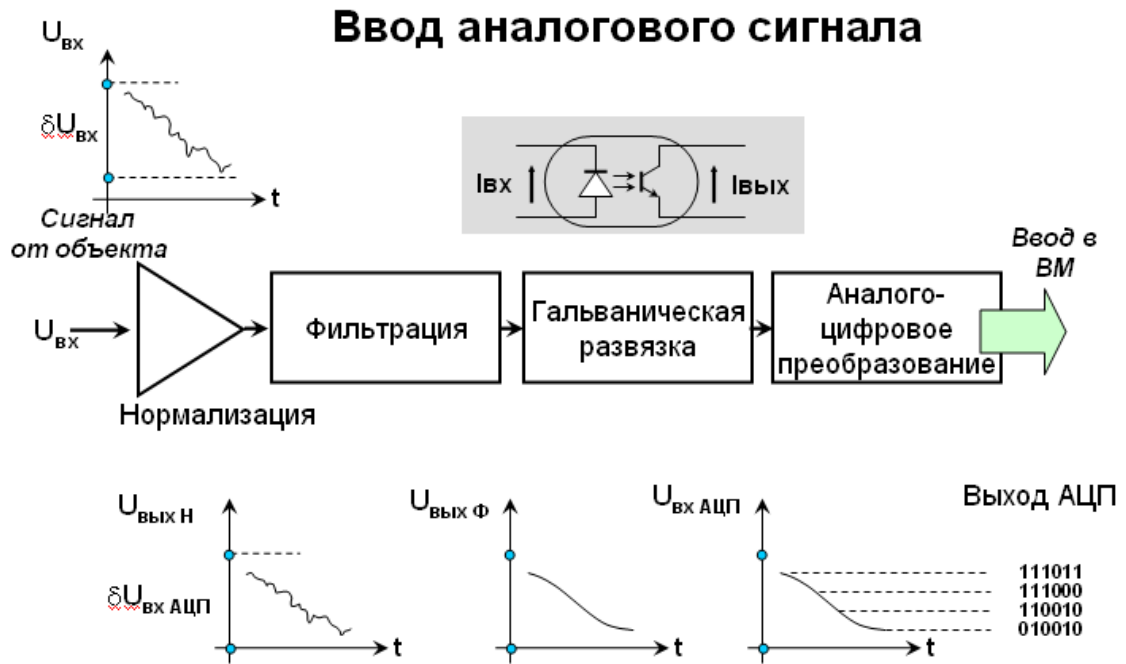 Ввод аналогового сигнала
Uвх
δUвх
t
Сигнал
от объекта
Iвх
Iвых
Ввод в
ВМ
Uвх
Нормализация
Фильтрация
Гальваническая
развязка
Аналого-
цифровое
преобразование
Uвых Н
δUвх АЦП
t
Uвых Ф
t
Uвх АЦП
t
Выход АЦП
111011
111000
110010
010010